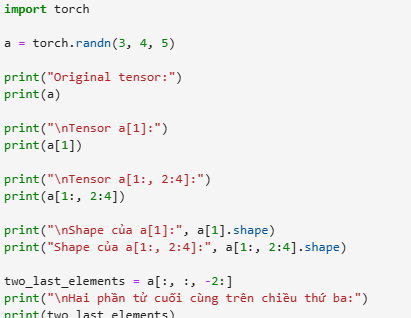 import torch
a = torch.randn(3, 4, 5)
print("Original tensor:")
print(a)
print("\nTensor a[1]:")
print(a[1])
print("\nTensor a[1:, 2:4]:")
print(a[1:, 2:4])
print("\nShape của a[1]:", a[1].shape)
print("Shape của a[1:, 2:4]:", a[1:, 2:4].shape)
two_last_elements = a[:, :, -2:]
print("\nHai phần tử cuối cùng trên chiều thứ ba:")
print(two_last_elements)